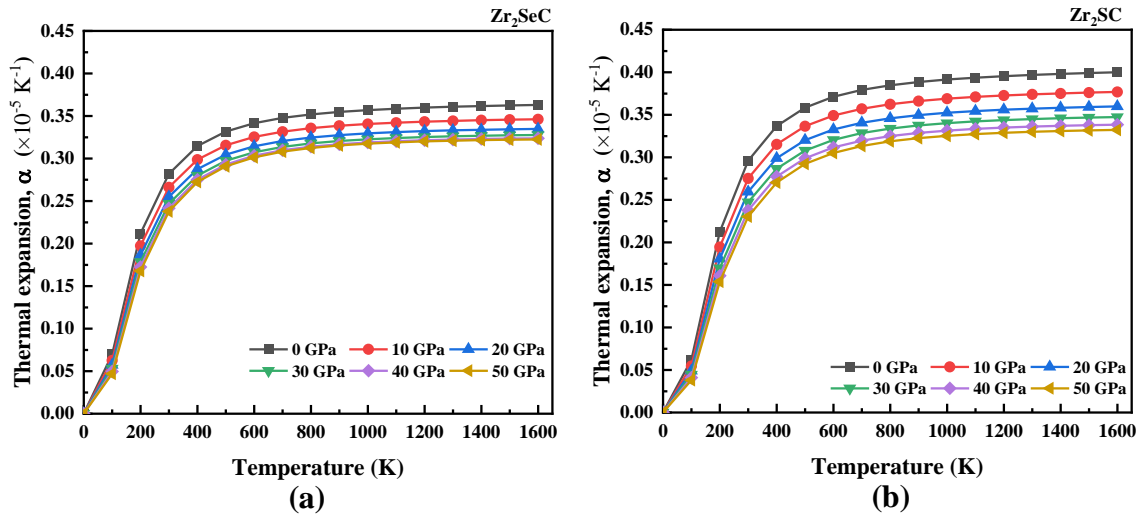 Zr₂SeC
0.45
0.40
0.35
0.30
0.25
0.20
0.15
0.10
0.05
0.00
Thermal expansion, α (×10⁻⁵ K⁻¹)
0 GPa 10 GPa 20 GPa
30 GPa 40 GPa 50 GPa
0 200 400 600 800 1000 1200 1400 1600
Temperature (K)
(a)
Zr₂SC
0.45
0.40
0.35
0.30
0.25
0.20
0.15
0.10
0.05
0.00
Thermal expansion, α (×10⁻⁵ K⁻¹)
0 GPa 10 GPa 20 GPa
30 GPa 40 GPa 50 GPa
0 200 400 600 800 1000 1200 1400 1600
Temperature (K)
(b)